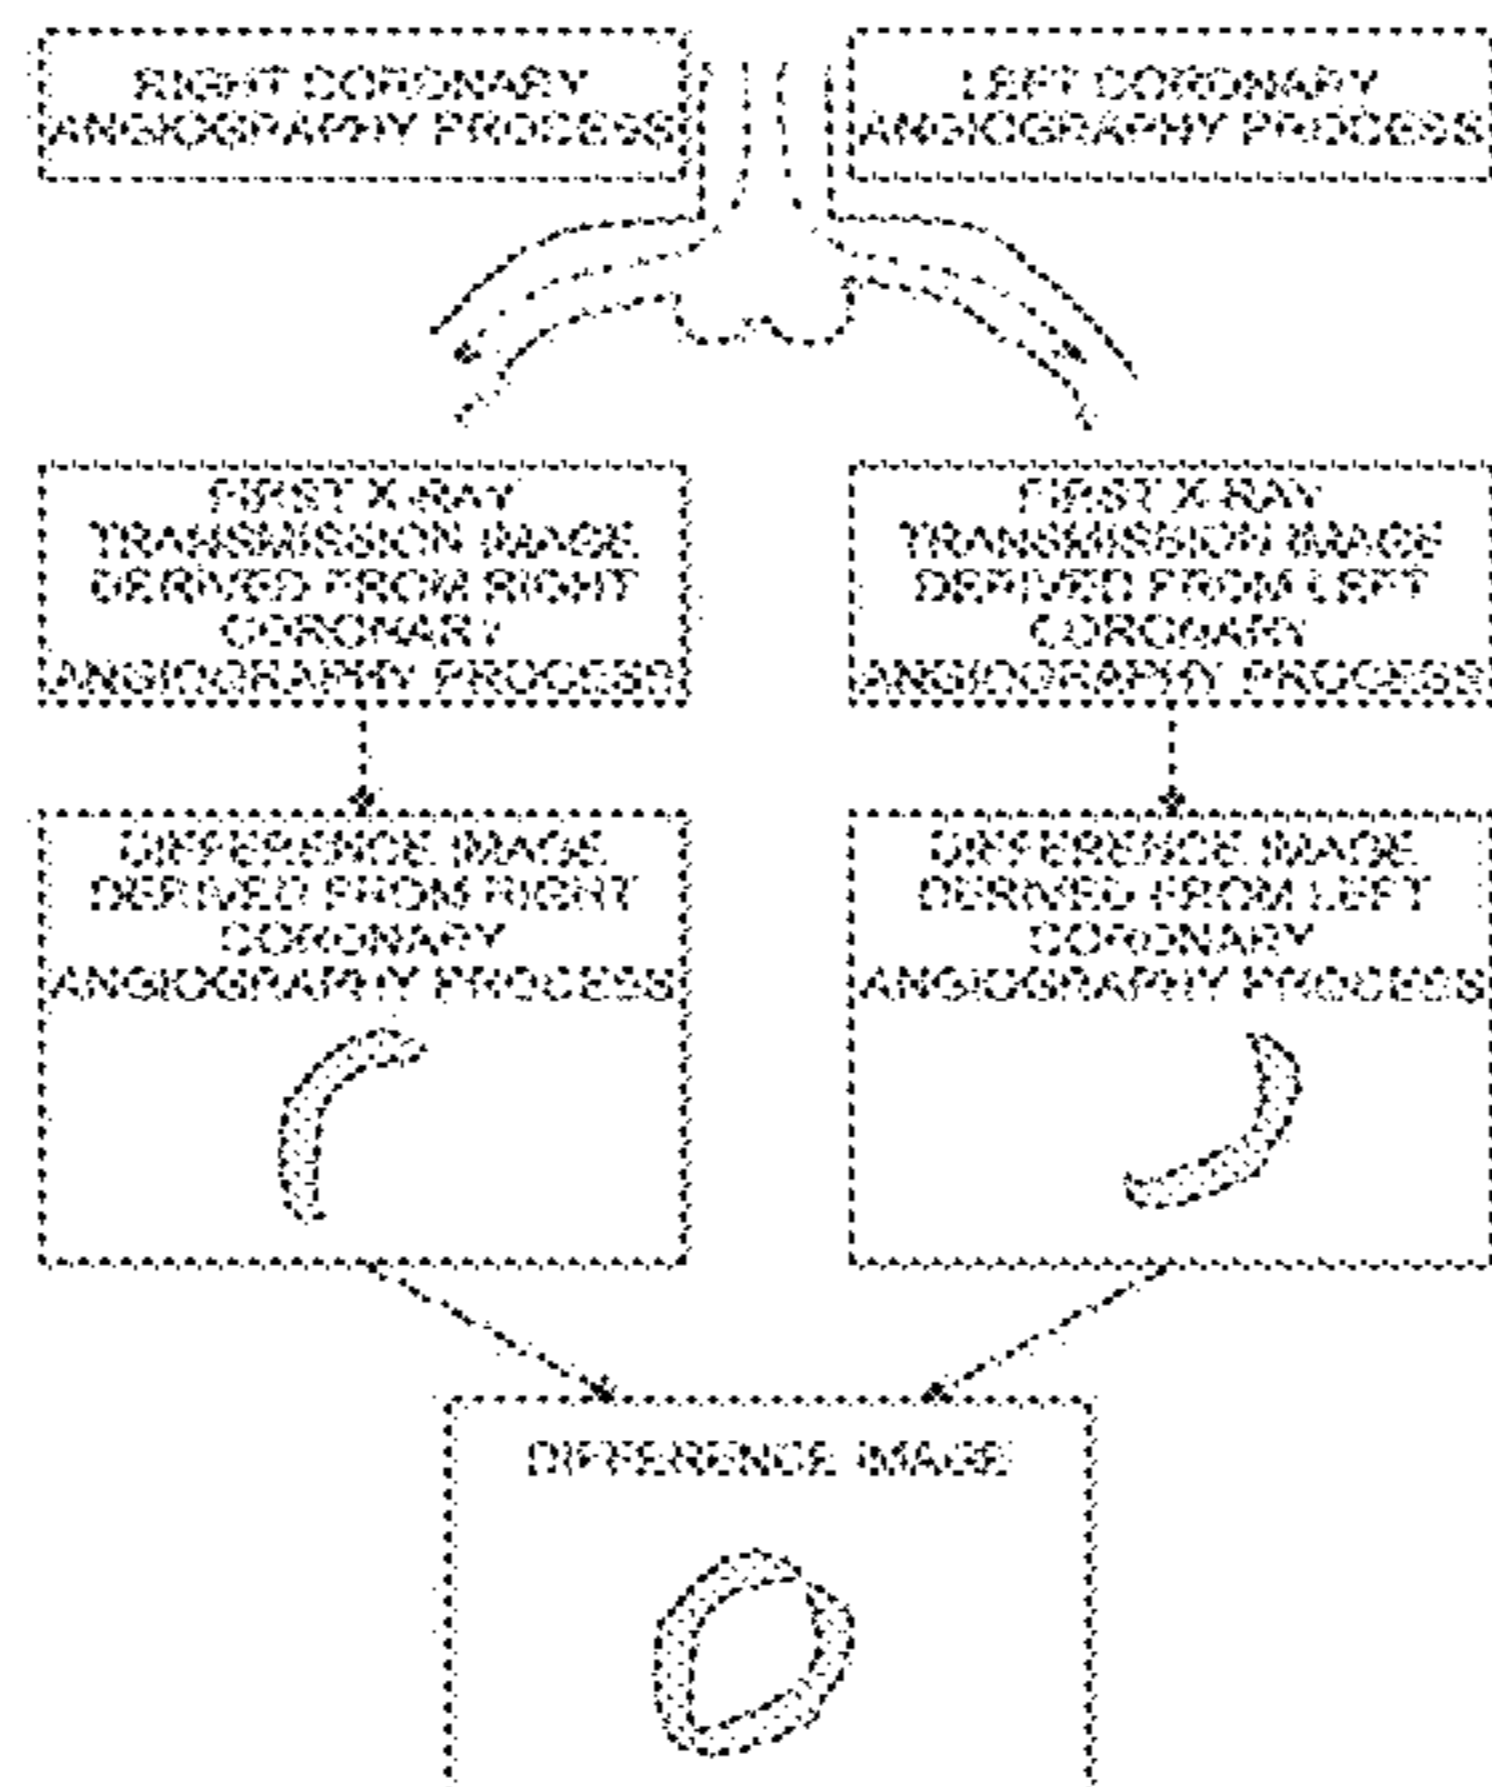 RIGHT CORONARY
ANGIOGRAPHY PROCESS
LEFT CORONARY
ANGIOGRAPHY PROCESS
FIRST X-RAY
TRANSMISSION IMAGE
DERIVED FROM RIGHT
CORONARY
ANGIOGRAPHY PROCESS
FIRST X-RAY
TRANSMISSION IMAGE
DERIVED FROM LEFT
CORONARY
ANGIOGRAPHY PROCESS
DIFFERENCE IMAGE
DERIVED FROM RIGHT
CORONARY
ANGIOGRAPHY PROCESS
DIFFERENCE IMAGE
DERIVED FROM LEFT
CORONARY
ANGIOGRAPHY PROCESS
DIFFERENCE IMAGE